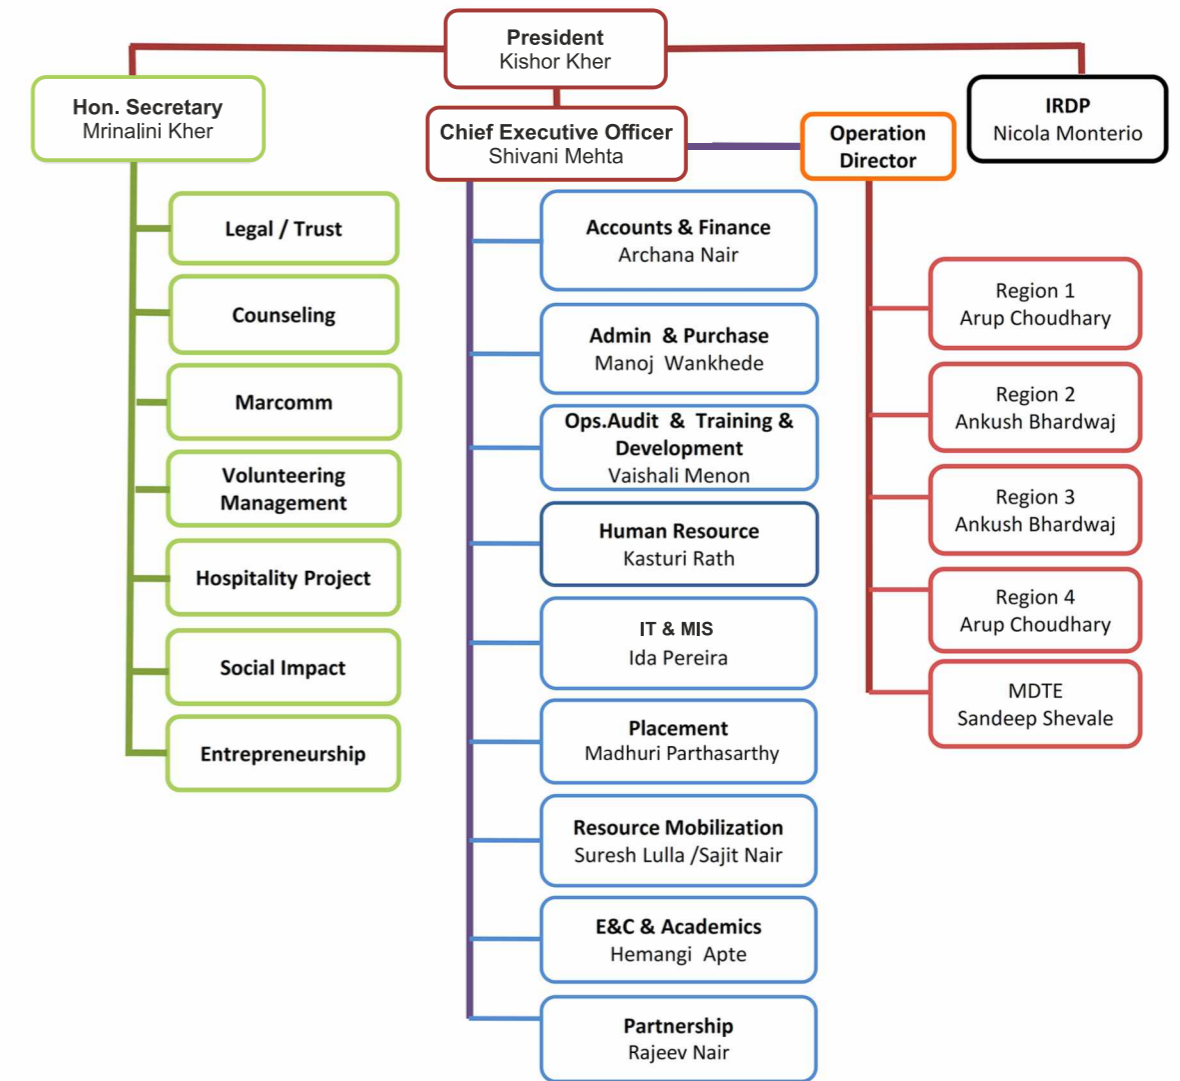 President
Kishor Kher
Hon. Secretary
Mrinalini Kher
Chief Executive Officer
Shivani Mehta
Operation
Director
IRDP
Nicola Monterio
Legal / Trust
Counseling
Marcomm
Volunteering
Management
Hospitality Project
Social Impact
Entrepreneurship
Accounts & Finance
Archana Nair
Admin & Purchase
Manoj Wankhede
Ops.Audit & Training &
Development
Vaishali Menon
Human Resource
Kasturi Rath
IT & MIS
Ida Pereira
Placement
Madhuri Parthasarthy
Resource Mobilization
Suresh Lulla /Sajit Nair
E&C & Academics
Hemangi Apte
Partnership
Rajeev Nair
Region 1
Arup Choudhary
Region 2
Ankush Bhardwaj
Region 3
Ankush Bhardwaj
Region 4
Arup Choudhary
MDTE
Sandeep Shevale